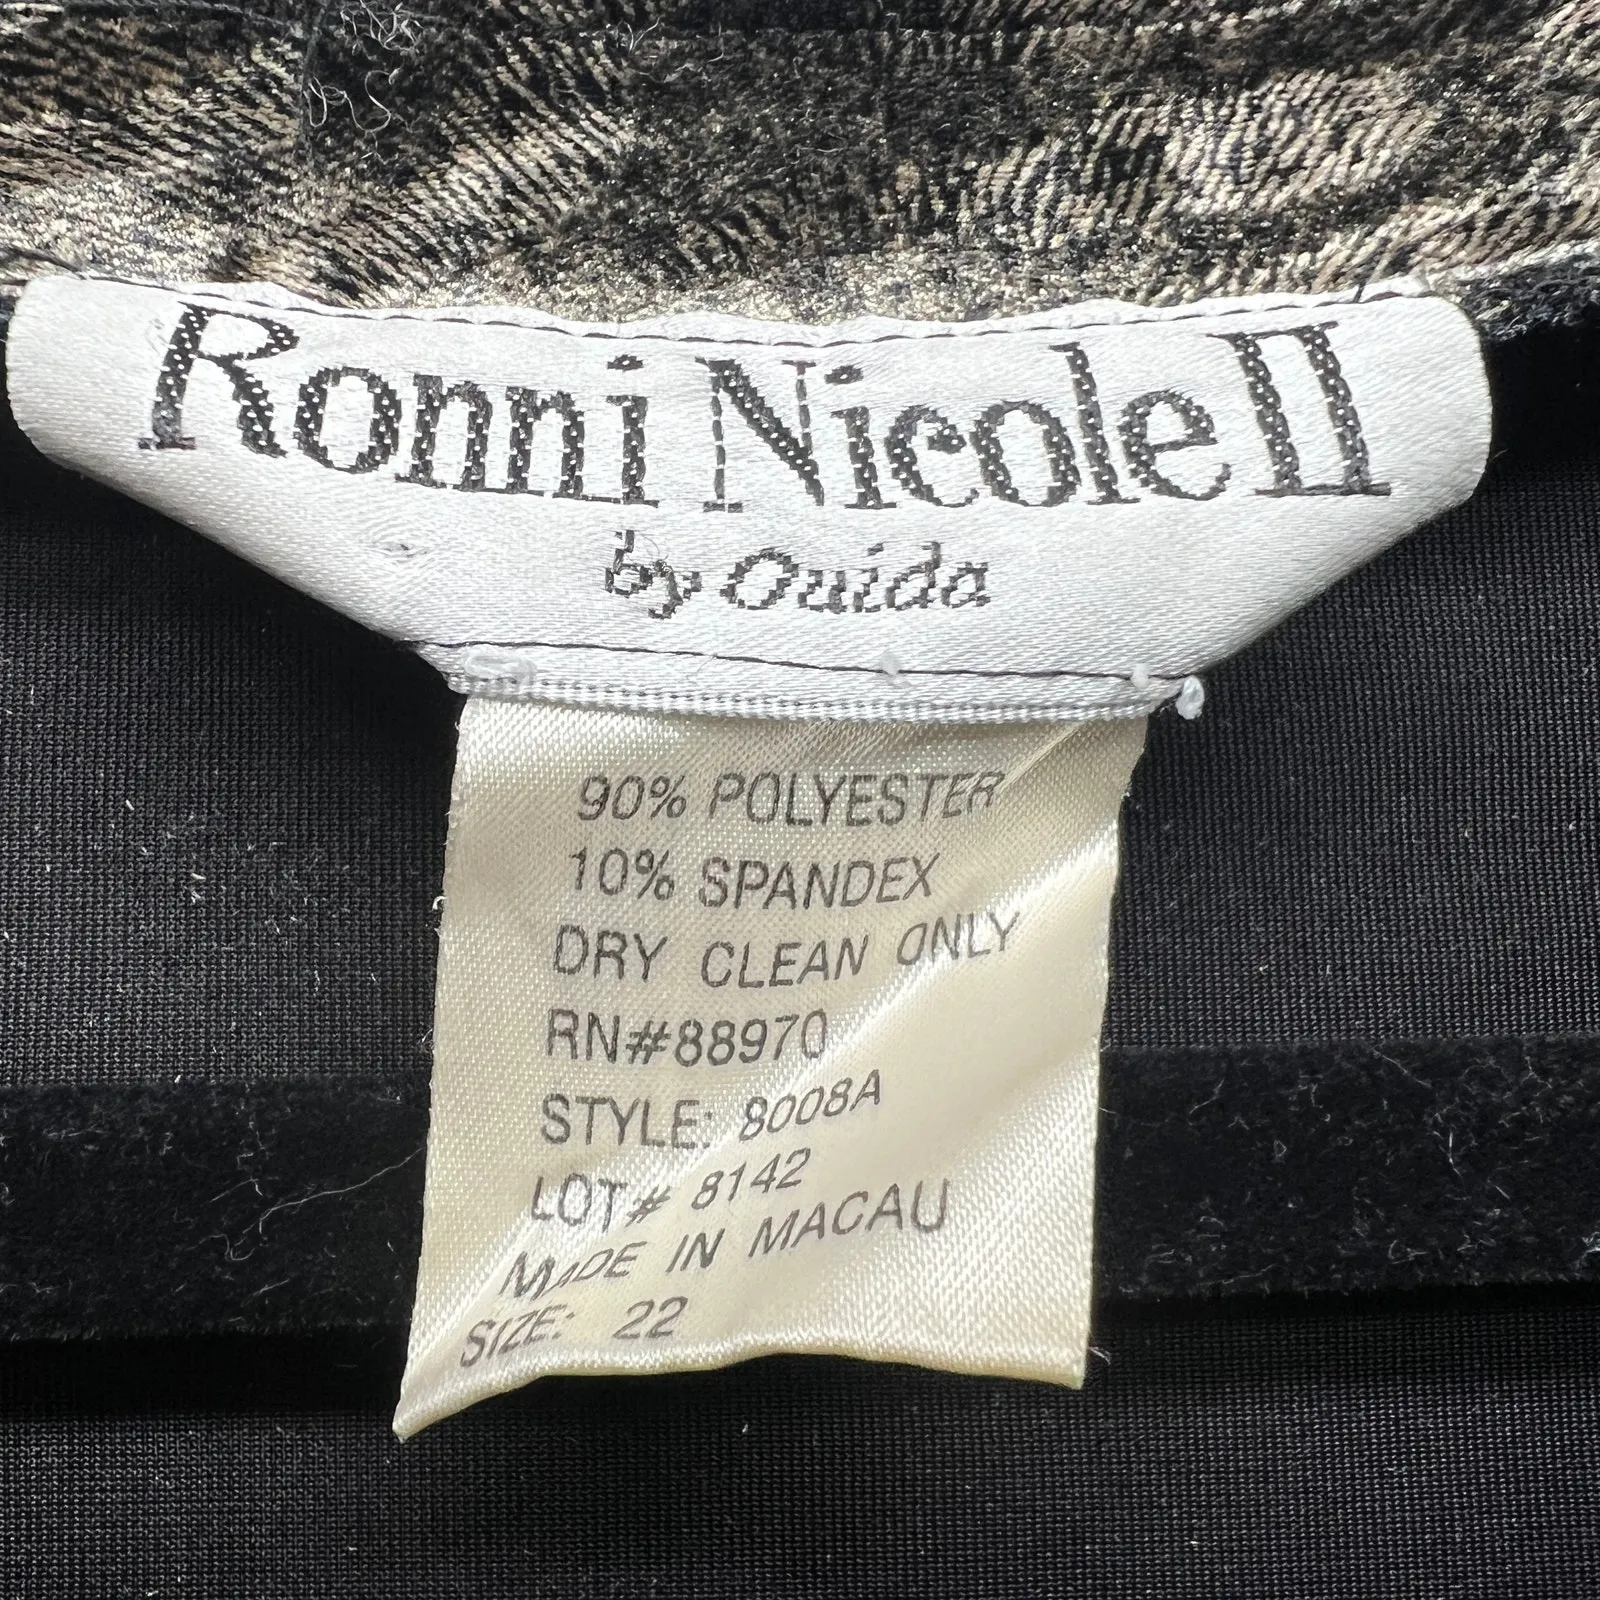 Ronni Nicole II
by Ouida
90% POLYESTER
10% SPANDEX
DRY CLEAN ONLY
RN#88970
STYLE: 8008A
LOT# 8142
MADE IN MACAU
SIZE: 22